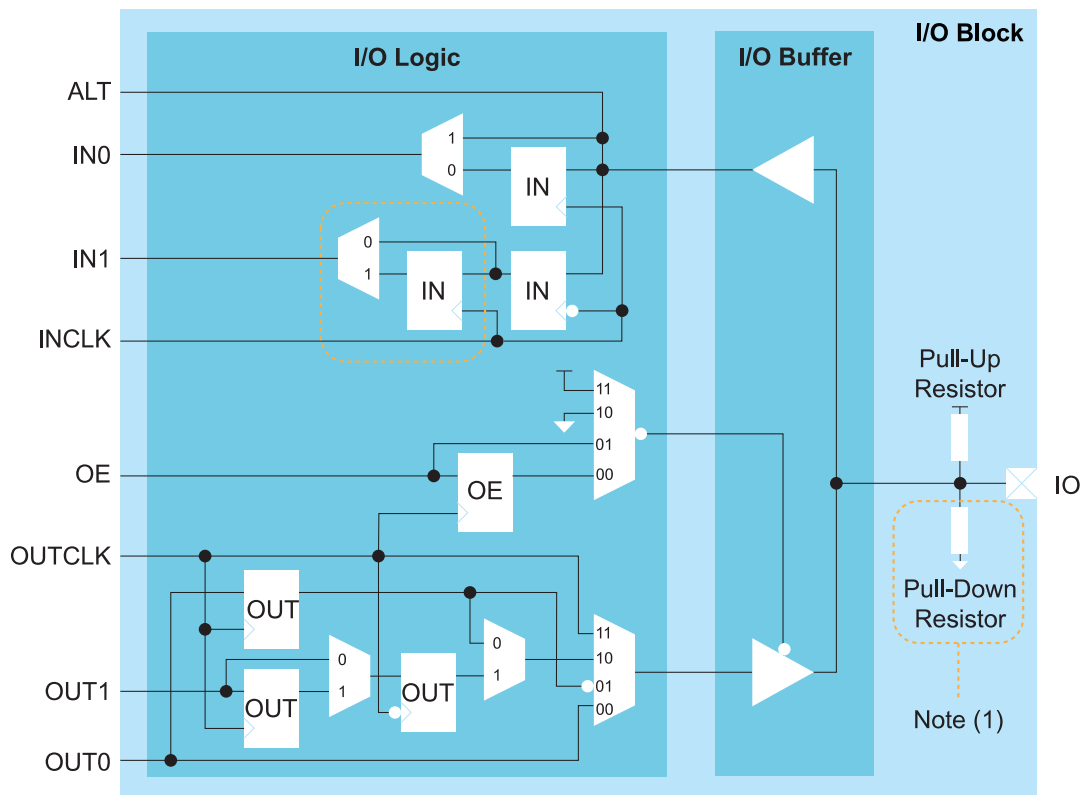 I/O Block
I/O Logic
I/O Buffer
ALT
1
IN0
0
IN
0
IN1
1
IN
IN
INCLK
Pull-Up
Resistor
11
10
01
OE
00
OE
IO
OUTCLK
OUT
Pull-Down
Resistor
11
0
10
0
1
01
OUT1
1
OUT
OUT
00
Note (1)
OUT0